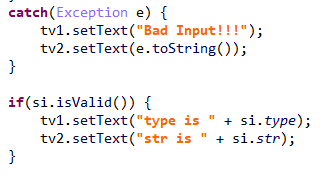 catch(Exception e) {
    tv1.setText("Bad Input!!!");
    tv2.setText(e.toString());
}
if(si.isValid()) {
    tv1.setText("type is " + si.type);
    tv2.setText("str is " + si.str);
}